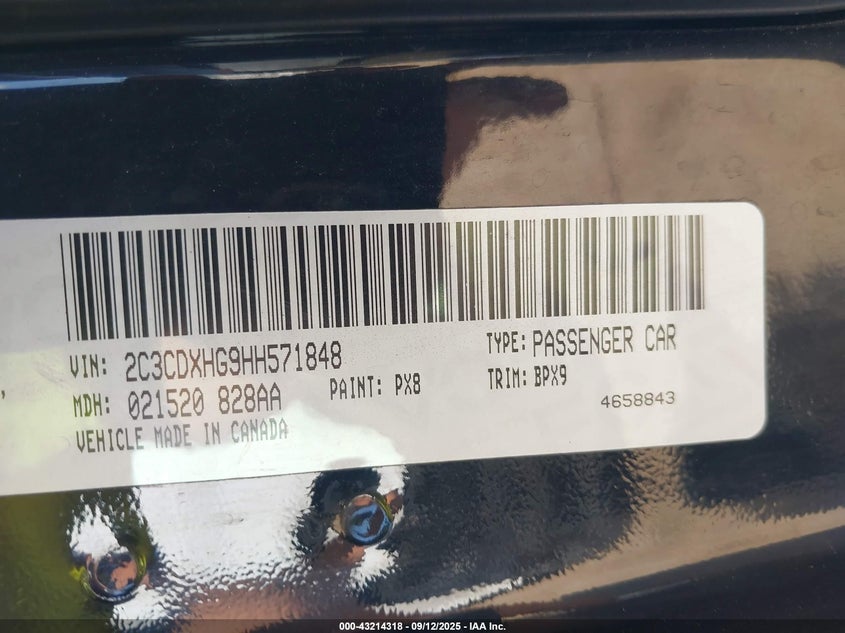 VIN: 2C3CDXHG9HH571848 TYPE: PASSENGER CAR
MDH: 021520 828AA PAINT: PX8 TRIM: BPX9
VEHICLE MADE IN CANADA 4658843
000-43214318 - 09/12/2025 - IAA Inc.